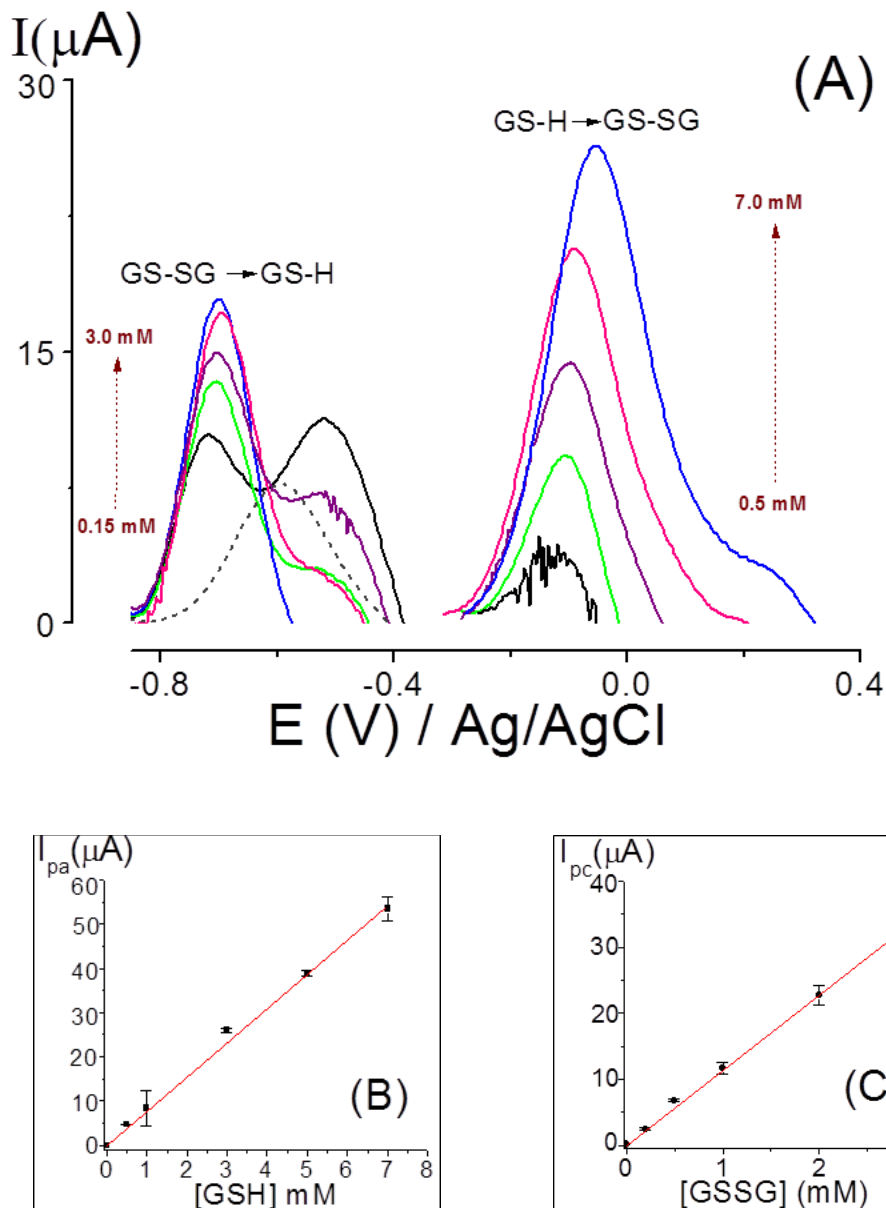 I(μA)
30
(A)
GS-H→GS-SG
7.0 mM
GS-SG →GS-H
3.0 mM
15
0.5 mM
0.15 mM
0
-0.8 -0.4 0.0 0.4
E (V) / Ag/AgCl
Ipa(μA)
60
50
40
30
20
10
0
(B)
0 1 2 3 4 5 6 7 8
[GSH] mM
Ipc(μA)
40
30
20
10
0
(C
0 1 2
[GSSG] (mM)